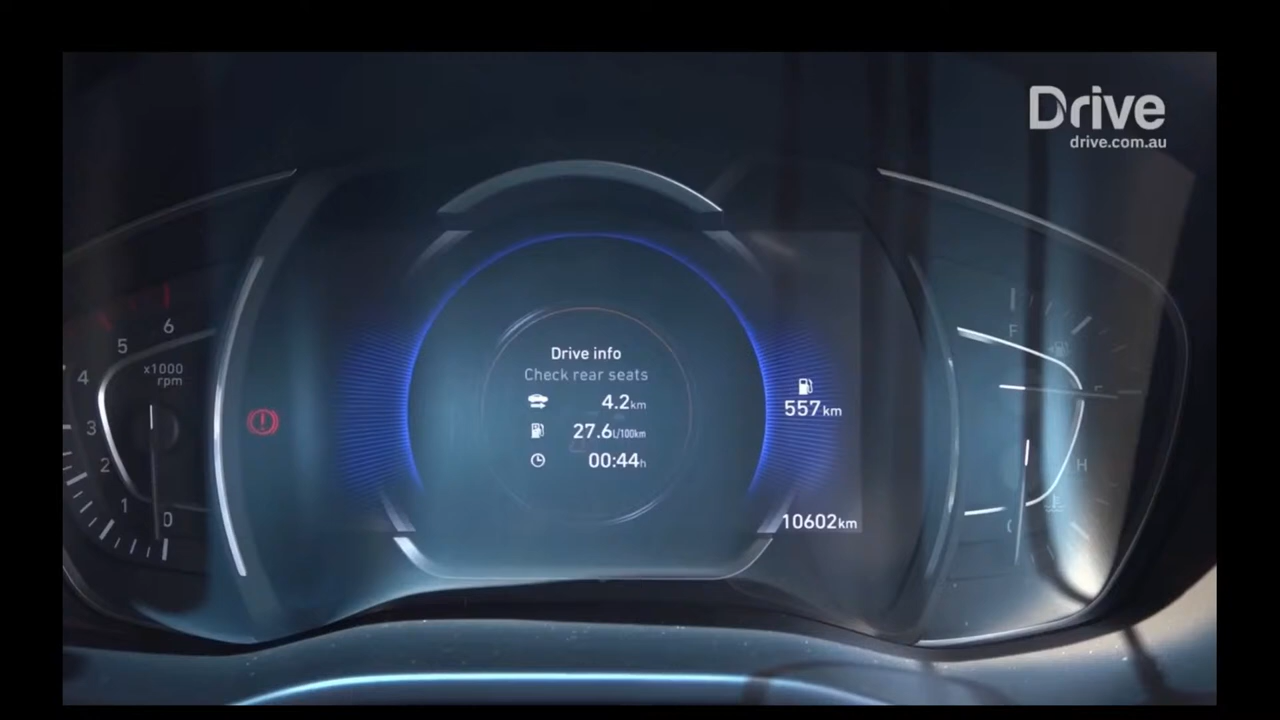 Drive
drive.com.au
6
5
4
3
2
1
0
x1000
rpm
Drive info
Check rear seats
4.2km
27.6L/100km
00:44h
557km
10602km
F
H
C